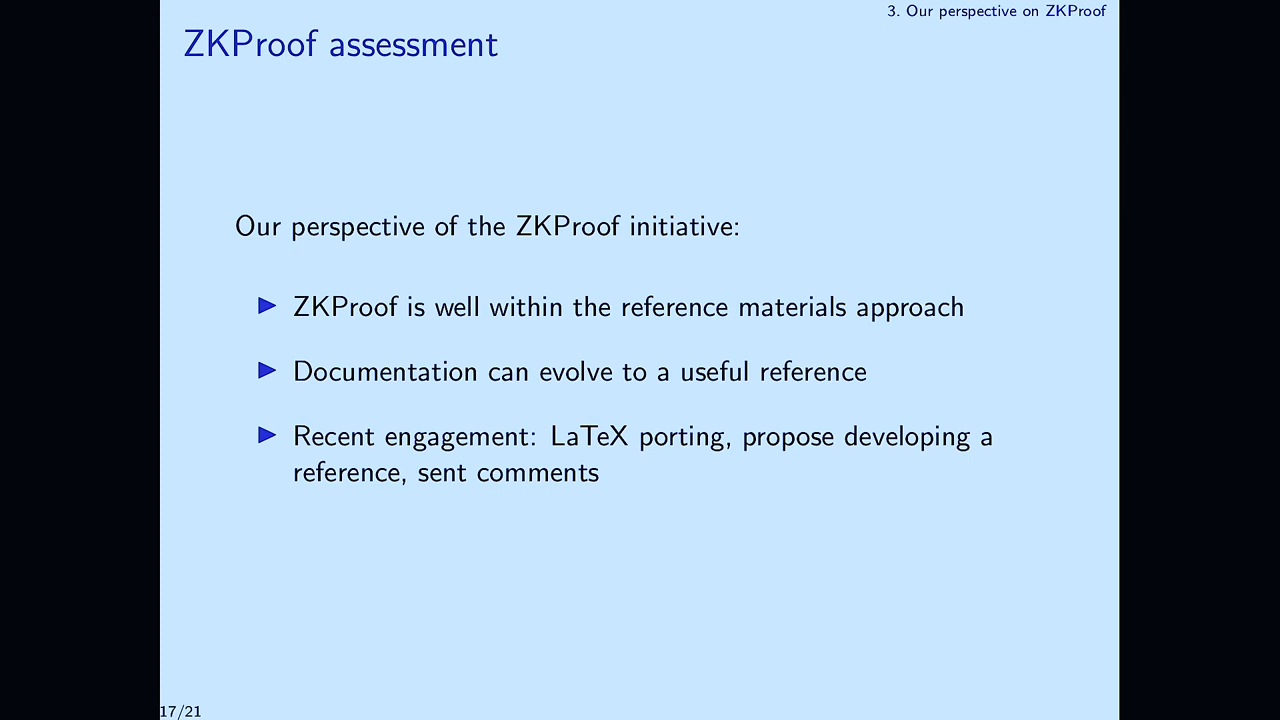 3. Our perspective on ZKProof
ZKProof assessment
Our perspective of the ZKProof initiative:
ZKProof is well within the reference materials approach
Documentation can evolve to a useful reference
Recent engagement: LaTeX porting, propose developing a
reference, sent comments
17/21